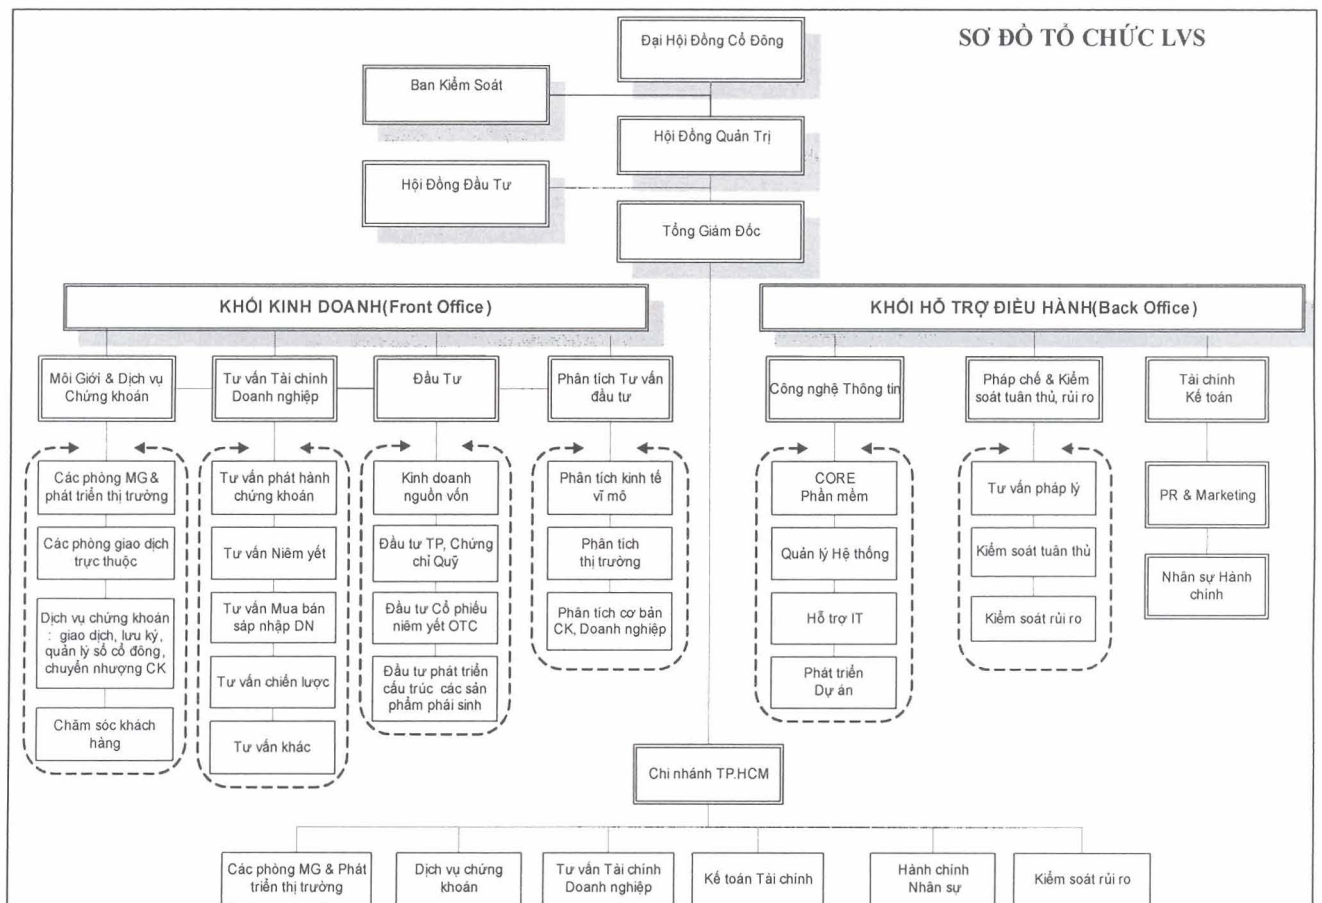 SƠ ĐỒ TỔ CHỨC LVS
Đại Hội Đồng Cổ Đông
Ban Kiểm Soát
Hội Đồng Quản Trị
Hội Đồng Đầu Tư
Tổng Giám Đốc
KHỐI KINH DOANH(Front Office)
KHỐI HỖ TRỢ ĐIỀU HÀNH(Back Office)
Môi Giới & Dịch vụ
Chứng khoán
Tư vấn Tài chính
Doanh nghiệp
Đầu Tư
Phân tích Tư vấn
đầu tư
Công nghệ Thông tin
Pháp chế & Kiểm
soát tuân thủ, rủi ro
Tài chính
Kế toán
Các phòng MG &
phát triển thị trường
Các phòng giao dịch
trực thuộc
Dịch vụ chứng khoán
: giao dịch, lưu ký,
quản lý sổ cổ đông,
chuyển nhượng CK
Chăm sóc khách
hàng
Tư vấn phát hành
chứng khoán
Tư vấn Niêm yết
Tư vấn Mua bán
sáp nhập DN
Tư vấn chiến lược
Tư vấn khác
Kinh doanh
nguồn vốn
Đầu tư TP, Chứng
chỉ Quỹ
Đầu tư Cổ phiếu
niêm yết OTC
Đầu tư phát triển
cấu trúc các sản
phẩm phái sinh
Phân tích kinh tế
vĩ mô
Phân tích
thị trường
Phân tích cơ bản
CK, Doanh nghiệp
CORE
Phần mềm
Quản lý Hệ thống
Hỗ trợ IT
Phát triển
Dự án
Tư vấn pháp lý
Kiểm soát tuân thủ
Kiểm soát rủi ro
PR & Marketing
Nhân sự Hành
chính
Chi nhánh TP.HCM
Các phòng MG & Phát
triển thị trường
Dịch vụ chứng
khoán
Tư vấn Tài chính
Doanh nghiệp
Kế toán Tài chính
Hành chính
Nhân sự
Kiểm soát rủi ro